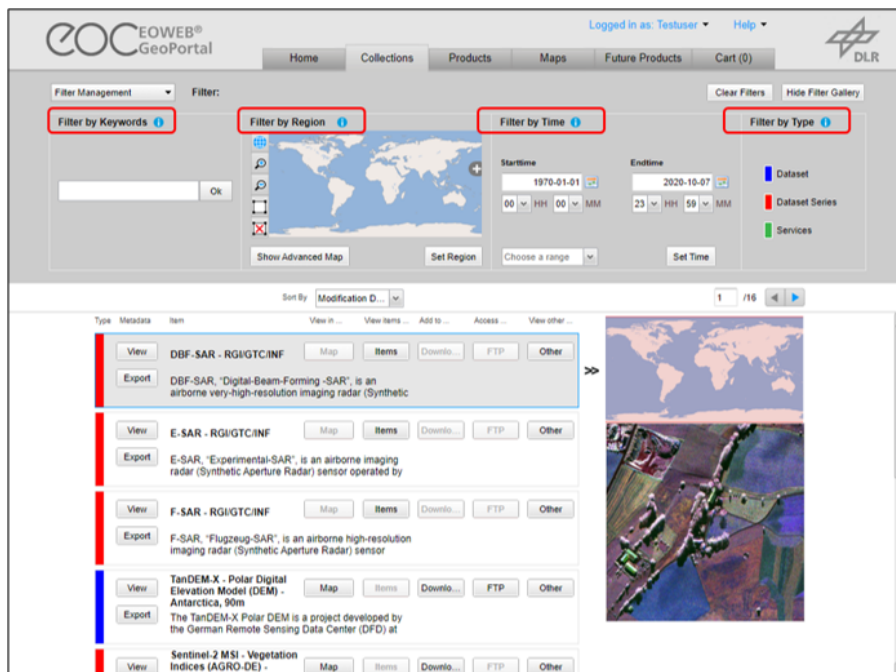 eoc EOWEB®
GeoPortal
Logged in as: Testuser Help
DLR
Home Collections Products Maps Future Products Cart (0)
Filter Management Filter: Clear Filters Hide Filter Gallery
Filter by Keywords Filter by Region Filter by Time Filter by Type
Starttime Endtime
1970-01-01 2020-10-07
Dataset
Ok
00 HH 00 MM 23 HH 59 MM
Dataset Series
Services
Show Advanced Map Set Region Choose a range Set Time
Sort By Modification D... 1 /16
Type Metadata Item View in ... View items ... Add to ... Access ... View other ...
View DBF-SAR - RGI/GTC/INF Map Items Downlo... FTP Other
>>
Export DBF-SAR, "Digital-Beam-Forming -SAR", is an
airborne very-high-resolution imaging radar (Synthetic
View E-SAR - RGI/GTC/INF Map Items Downlo... FTP Other
Export E-SAR, "Experimental-SAR", is an airborne imaging
radar (Synthetic Aperture Radar) sensor operated by
View F-SAR - RGI/GTC/INF Map Items Downlo... FTP Other
Export F-SAR, "Flugzeug-SAR", is an airborne high-resolution
imaging radar (Synthetic Aperture Radar) sensor
TanDEM-X - Polar Digital
View Elevation Model (DEM) - Map Items Downlo... FTP Other
Antarctica, 90m
Export The TanDEM-X Polar DEM is a project developed by
the German Remote Sensing Data Center (DFD) at
Sentinel-2 MSI - Vegetation
View Indices (AGRO-DE) - Map Items Downlo... FTP Other